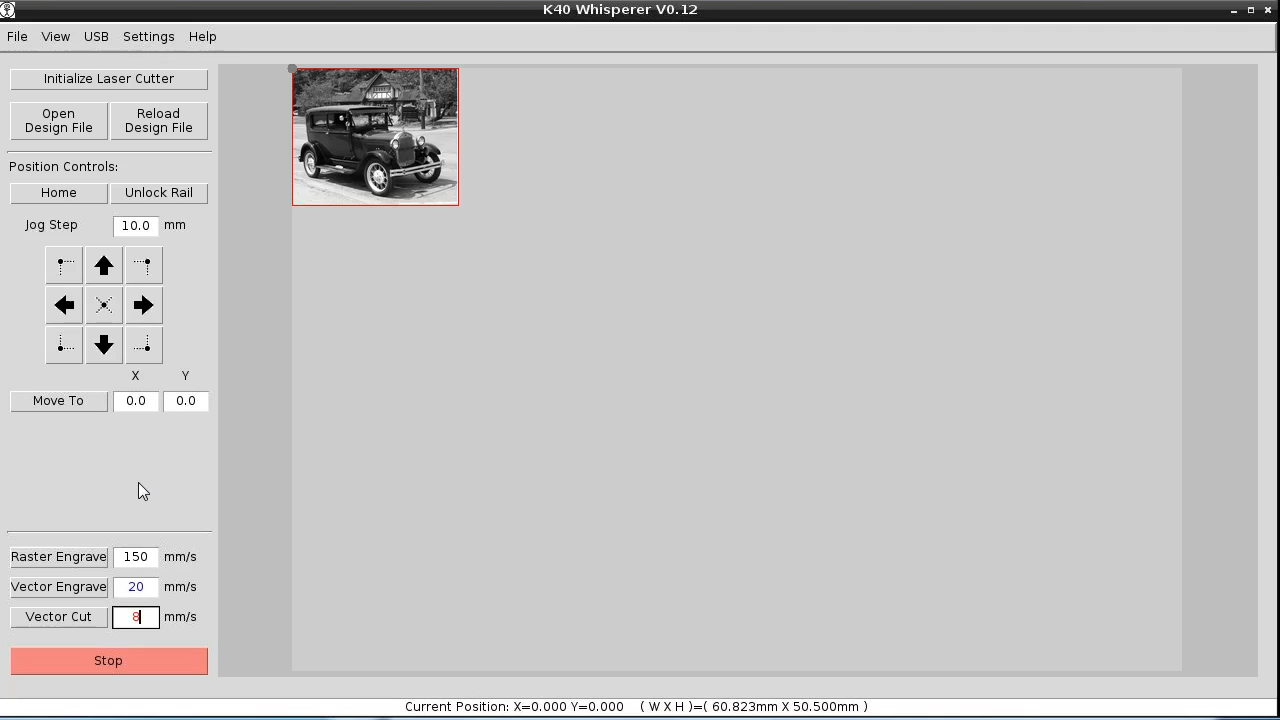 K40 Whisperer V0.12
File View USB Settings Help
Initialize Laser Cutter
Open
Design File
Reload
Design File
Position Controls:
Home Unlock Rail
Jog Step 10.0 mm
X Y
Move To 0.0 0.0
Raster Engrave 150 mm/s
Vector Engrave 20 mm/s
Vector Cut 8 mm/s
Stop
Current Position: X=0.000 Y=0.000 ( W X H )=( 60.823mm X 50.500mm )